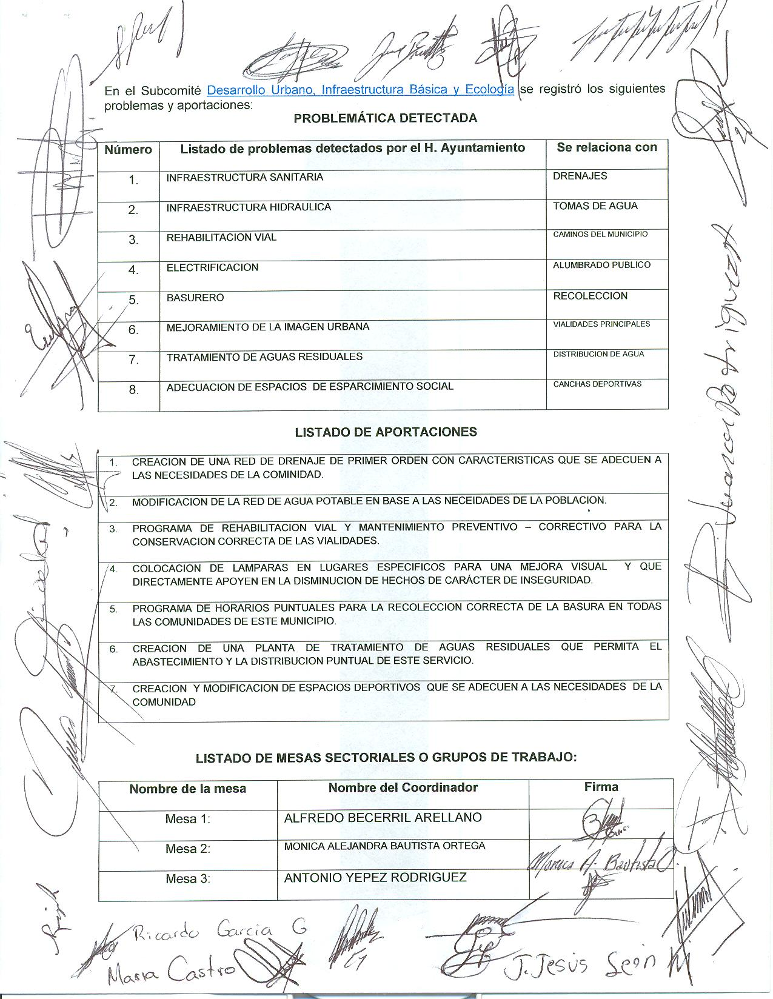 En el Subcomité Desarrollo Urbano, Infraestructura Básica y Ecología se registró los siguientes
problemas y aportaciones:
PROBLEMÁTICA DETECTADA
Número Listado de problemas detectados por el H. Ayuntamiento Se relaciona con
1. INFRAESTRUCTURA SANITARIA DRENAJES
2. INFRAESTRUCTURA HIDRAULICA TOMAS DE AGUA
3. REHABILITACION VIAL CAMINOS DEL MUNICIPIO
4. ELECTRIFICACION ALUMBRADO PUBLICO
5. BASURERO RECOLECCION
6. MEJORAMIENTO DE LA IMAGEN URBANA VIALIDADES PRINCIPALES
7. TRATAMIENTO DE AGUAS RESIDUALES DISTRIBUCION DE AGUA
8. ADECUACION DE ESPACIOS DE ESPARCIMIENTO SOCIAL CANCHAS DEPORTIVAS
LISTADO DE APORTACIONES
1. CREACION DE UNA RED DE DRENAJE DE PRIMER ORDEN CON CARACTERISTICAS QUE SE ADECUEN A
LAS NECESIDADES DE LA COMINIDAD.
2. MODIFICACION DE LA RED DE AGUA POTABLE EN BASE A LAS NECEIDADES DE LA POBLACION.
3. PROGRAMA DE REHABILITACION VIAL Y MANTENIMIENTO PREVENTIVO – CORRECTIVO PARA LA
CONSERVACION CORRECTA DE LAS VIALIDADES.
4. COLOCACION DE LAMPARAS EN LUGARES ESPECIFICOS PARA UNA MEJORA VISUAL Y QUE
DIRECTAMENTE APOYEN EN LA DISMINUCION DE HECHOS DE CARÁCTER DE INSEGURIDAD.
5. PROGRAMA DE HORARIOS PUNTUALES PARA LA RECOLECCION CORRECTA DE LA BASURA EN TODAS
LAS COMUNIDADES DE ESTE MUNICIPIO.
6. CREACION DE UNA PLANTA DE TRATAMIENTO DE AGUAS RESIDUALES QUE PERMITA EL
ABASTECIMIENTO Y LA DISTRIBUCION PUNTUAL DE ESTE SERVICIO.
7. CREACION Y MODIFICACION DE ESPACIOS DEPORTIVOS QUE SE ADECUEN A LAS NECESIDADES DE LA
COMUNIDAD
LISTADO DE MESAS SECTORIALES O GRUPOS DE TRABAJO:
Nombre de la mesa Nombre del Coordinador Firma
Mesa 1: ALFREDO BECERRIL ARELLANO
Mesa 2: MONICA ALEJANDRA BAUTISTA ORTEGA Monica A. Bautista O.
Mesa 3: ANTONIO YEPEZ RODRIGUEZ
Ricardo Garcia G
Maria Castro
J. Jesús León M